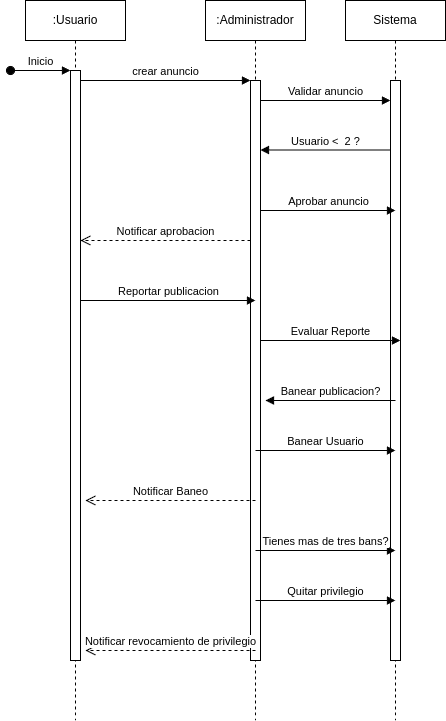 :Usuario
:Administrador
Sistema
Inicio
crear anuncio
Validar anuncio
Usuario < 2 ?
Aprobar anuncio
Notificar aprobacion
Reportar publicacion
Evaluar Reporte
Banear publicacion?
Banear Usuario
Notificar Baneo
Tienes mas de tres bans?
Quitar privilegio
Notificar revocamiento de privilegio